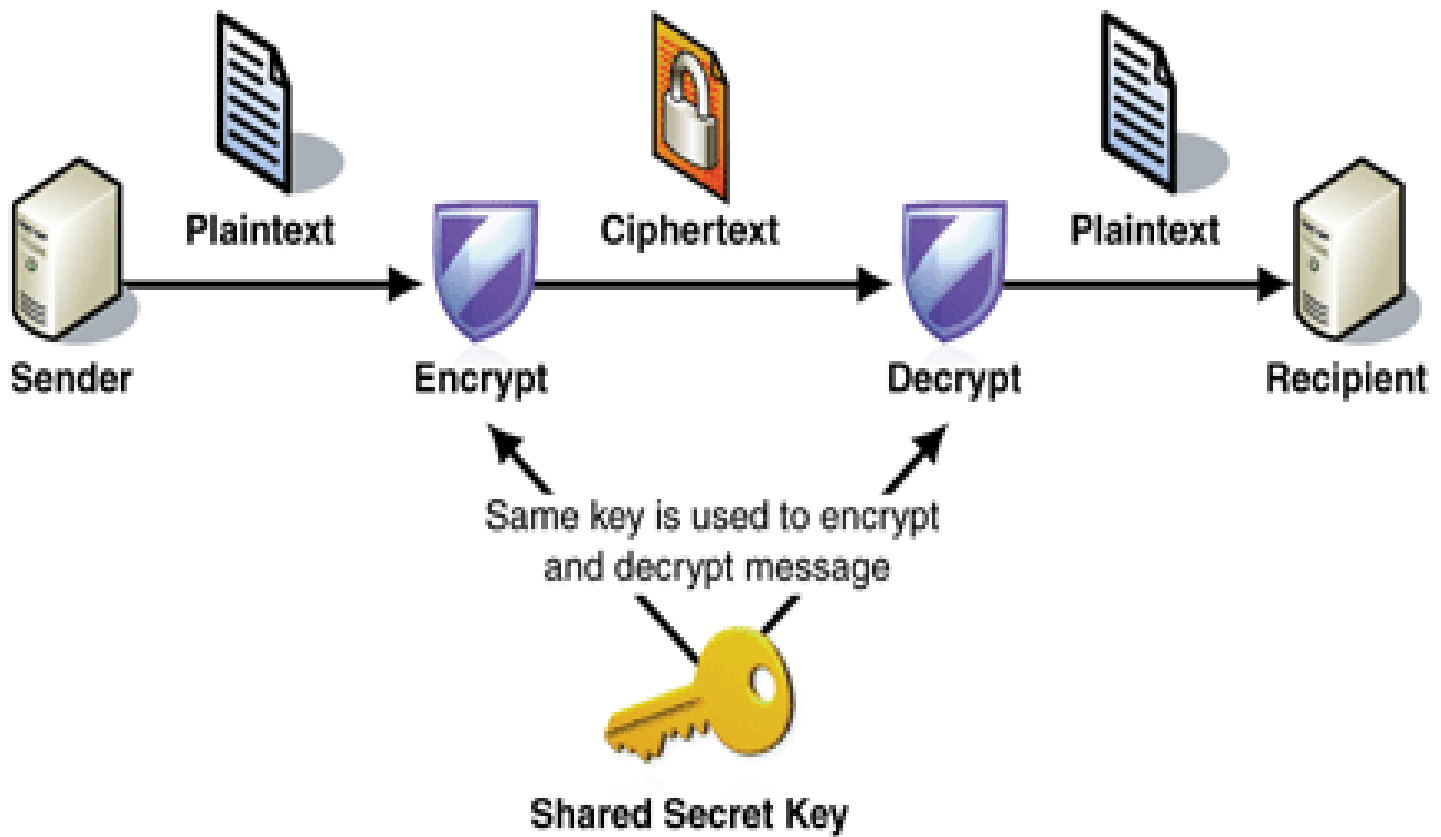 Plaintext
Ciphertext
Plaintext
Sender
Encrypt
Decrypt
Recipient
Same key is used to encrypt
and decrypt message
Shared Secret Key